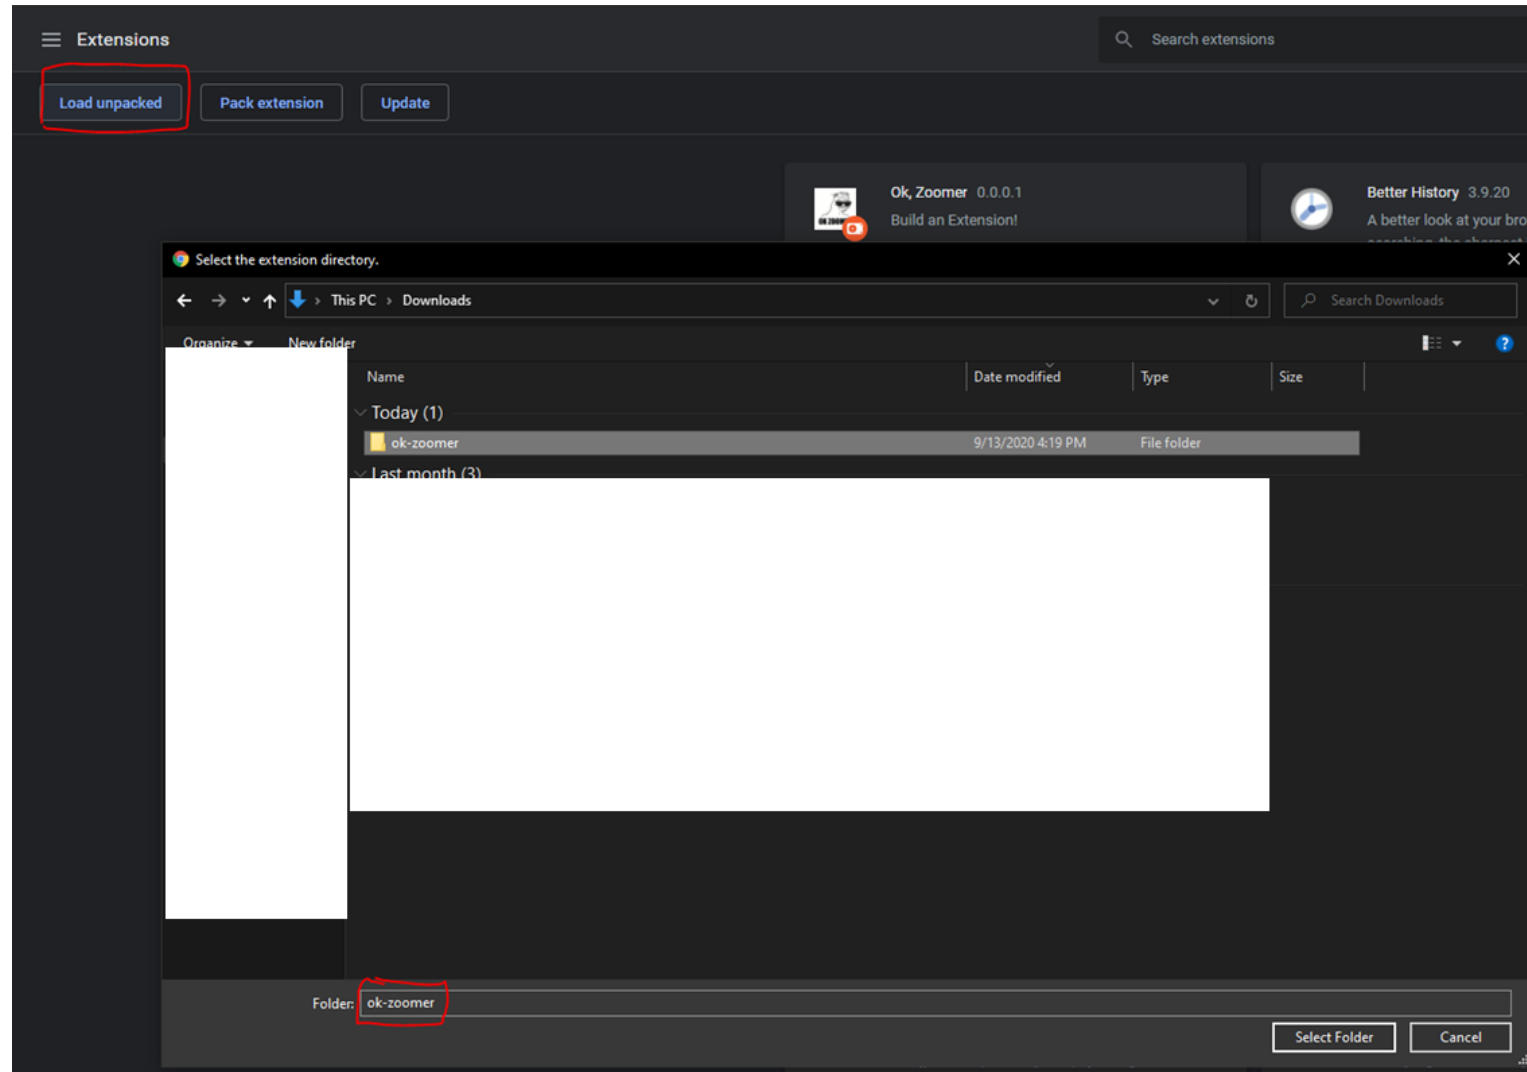 Extensions
Search extensions
Load unpacked
Pack extension
Update
Ok, Zoomer 0.0.0.1
Build an Extension!
Better History 3.9.20
A better look at your bro
Select the extension directory.
This PC > Downloads
Search Downloads
Organize
New folder
Name
Date modified
Type
Size
Today (1)
ok-zoomer
9/13/2020 4:19 PM
File folder
Last month (3)
Folder: ok-zoomer
Select Folder
Cancel